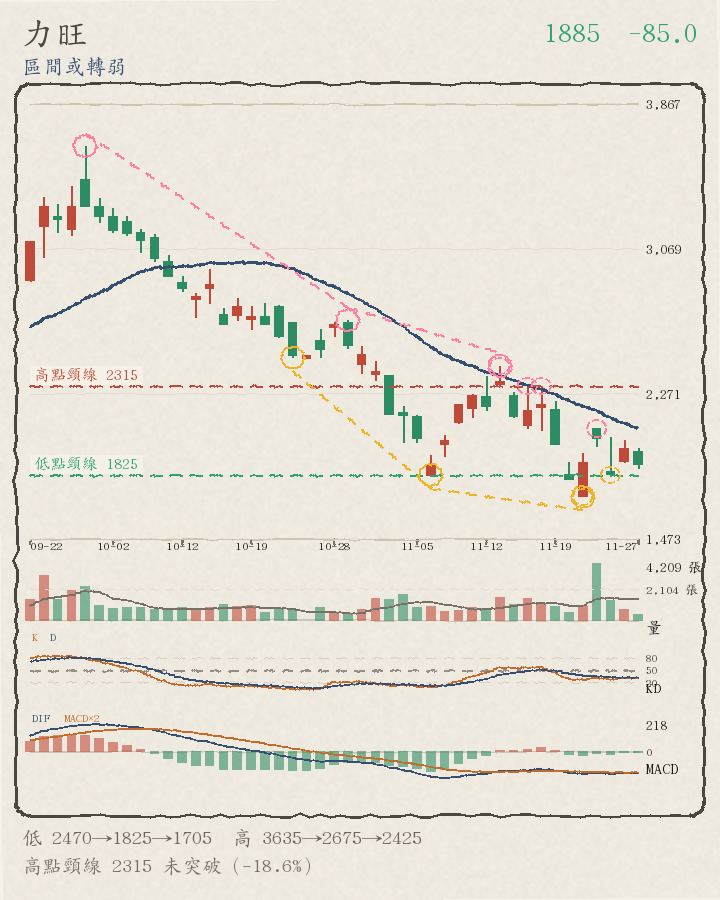 力旺
1885 -85.0
區間或轉弱
3,867
3,069
高點頸線 2315
2,271
低點頸線 1825
1,473
09-22 10-02 10-12 10-19 10-28 11-05 11-12 11-19 11-27
4,209 張
2,104 張
量
K D
80
50
20
KD
DIF MACD×2
218
0
MACD
低 2470→1825→1705 高 3635→2675→2425
高點頸線 2315 未突破 (-18.6%)